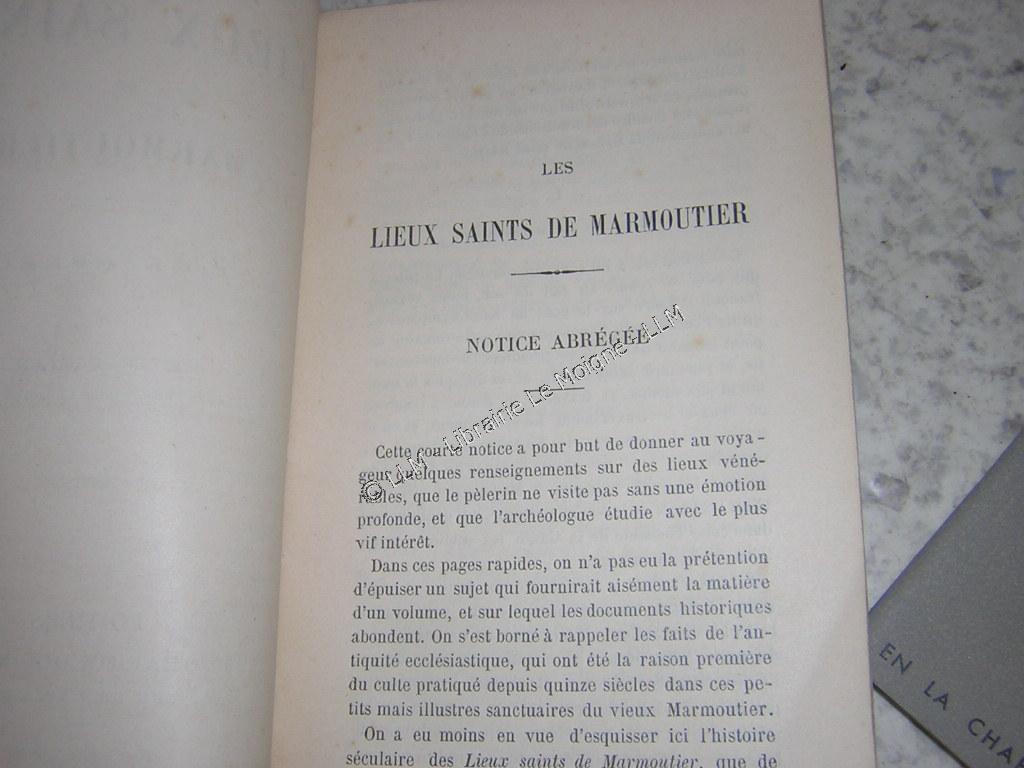 LES
LIEUX SAINTS DE MARMOUTIER
NOTICE ABRÉGÉE
© LLM - Librairie Le Moigne - LLM
Cette courte notice a pour but de donner au voya-
geur quelques renseignements sur des lieux véné-
rables, que le pèlerin ne visite pas sans une émotion
profonde, et que l'archéologue étudie avec le plus
vif intérêt.
Dans ces pages rapides, on n'a pas eu la prétention
d'épuiser un sujet qui fournirait aisément la matière
d'un volume, et sur lequel les documents historiques
abondent. On s'est borné à rappeler les faits de l'an-
tiquité ecclésiastique, qui ont été la raison première
du culte pratiqué depuis quinze siècles dans ces pe-
tits mais illustres sanctuaires du vieux Marmoutier.
On a eu moins en vue d'esquisser ici l'histoire
séculaire des Lieux saints de Marmoutier, que de
EN LA CHA